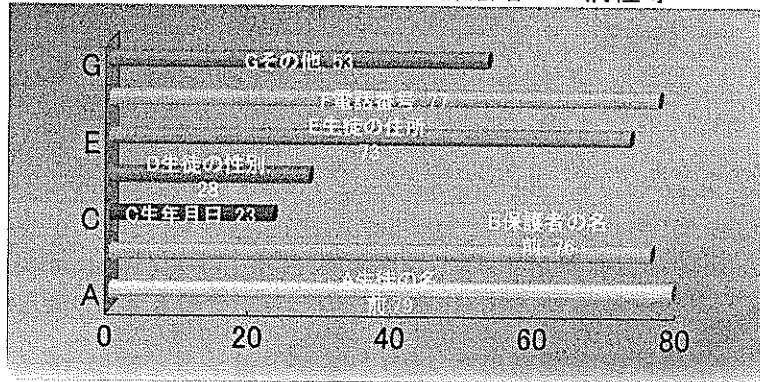 G
Gその他 53
F電話番号 77
E
E生徒の住所
73
D生徒の性別
28
C
C生年月日 23
B保護者の名
前 76
A
A生徒の名
前 79
0
20
40
60
80